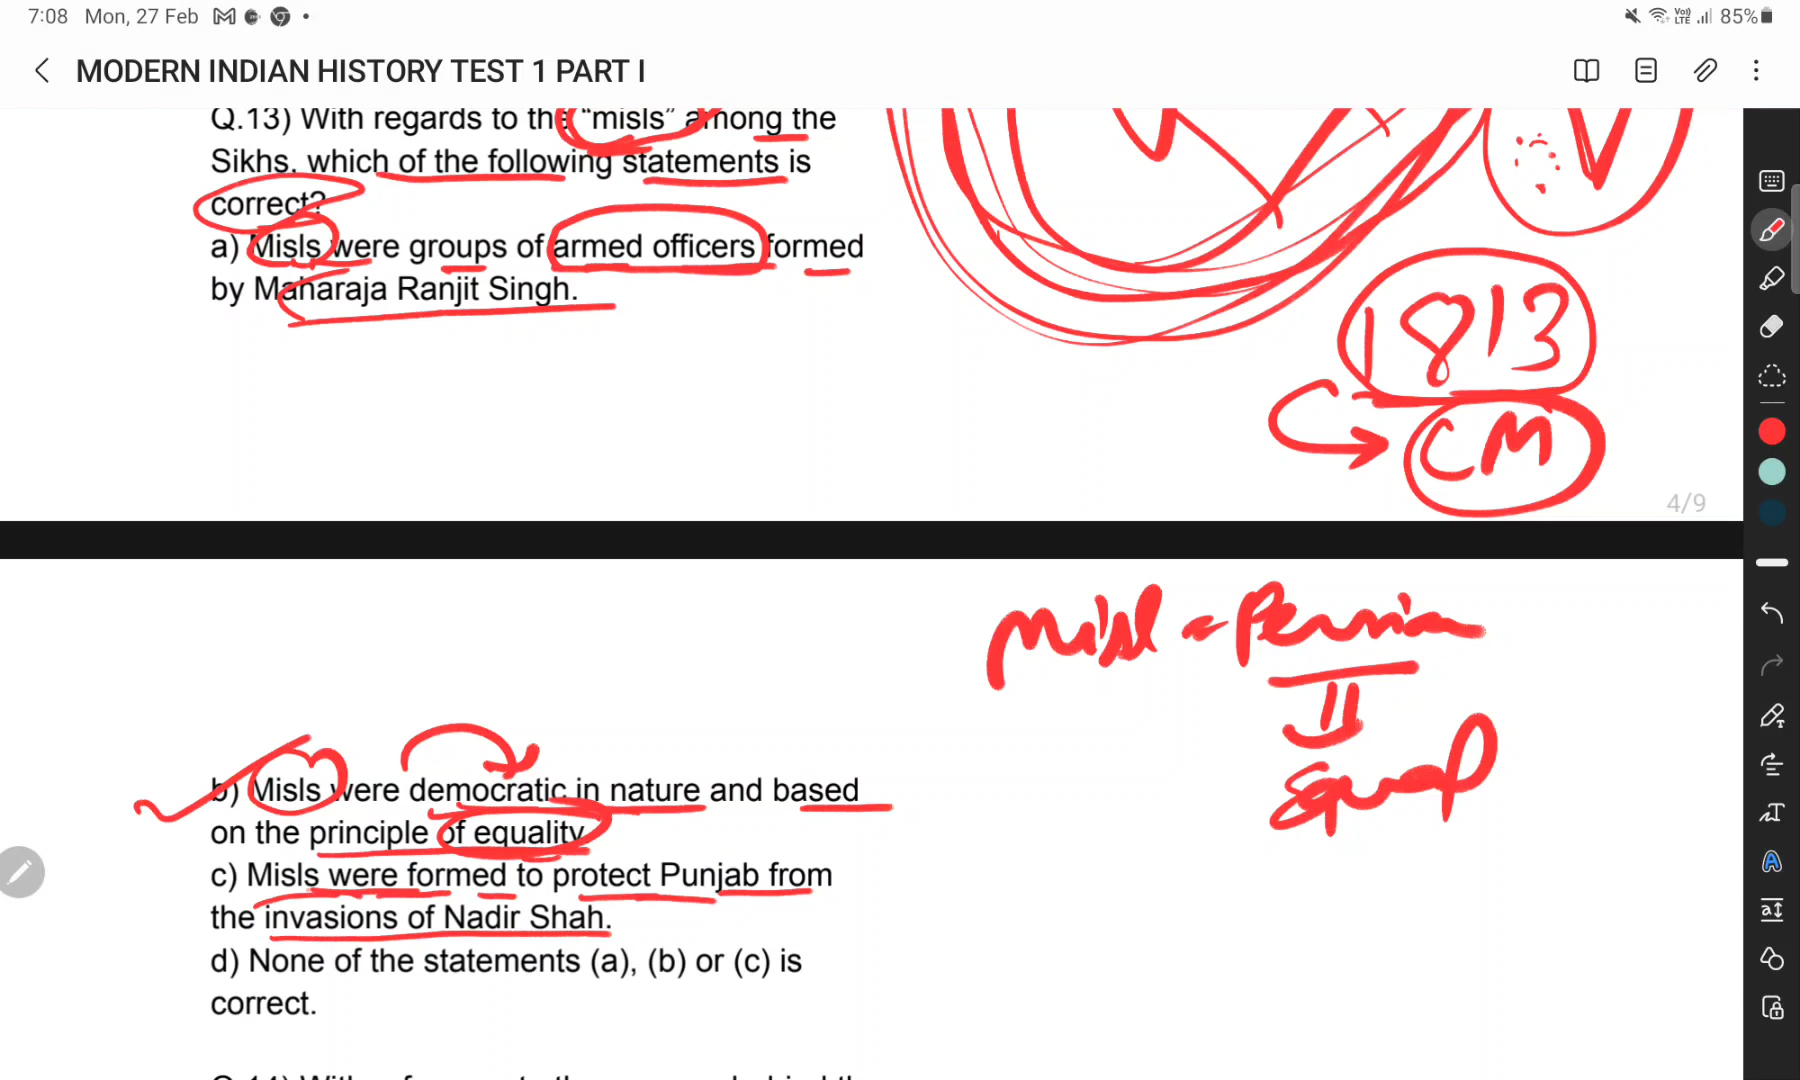 7:08 Mon, 27 Feb
Vo) LTE 85%
MODERN INDIAN HISTORY TEST 1 PART I
Q.13) With regards to the "misls" among the
Sikhs, which of the following statements is
correct?
a) Misls were groups of armed officers formed
by Maharaja Ranjit Singh.
1813
CM
4/9
Misl = Persian
Equal
b) Misls were democratic in nature and based
on the principle of equality
c) Misls were formed to protect Punjab from
the invasions of Nadir Shah.
d) None of the statements (a), (b) or (c) is
correct.